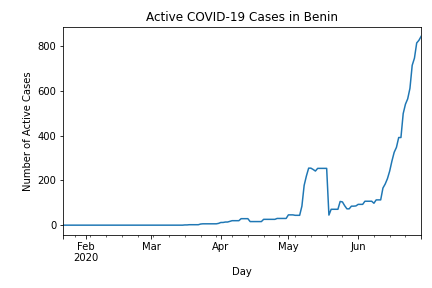 Active COVID-19 Cases in Benin
Number of Active Cases
800
600
400
200
0
Feb
2020
Mar
Apr
May
Jun
Day